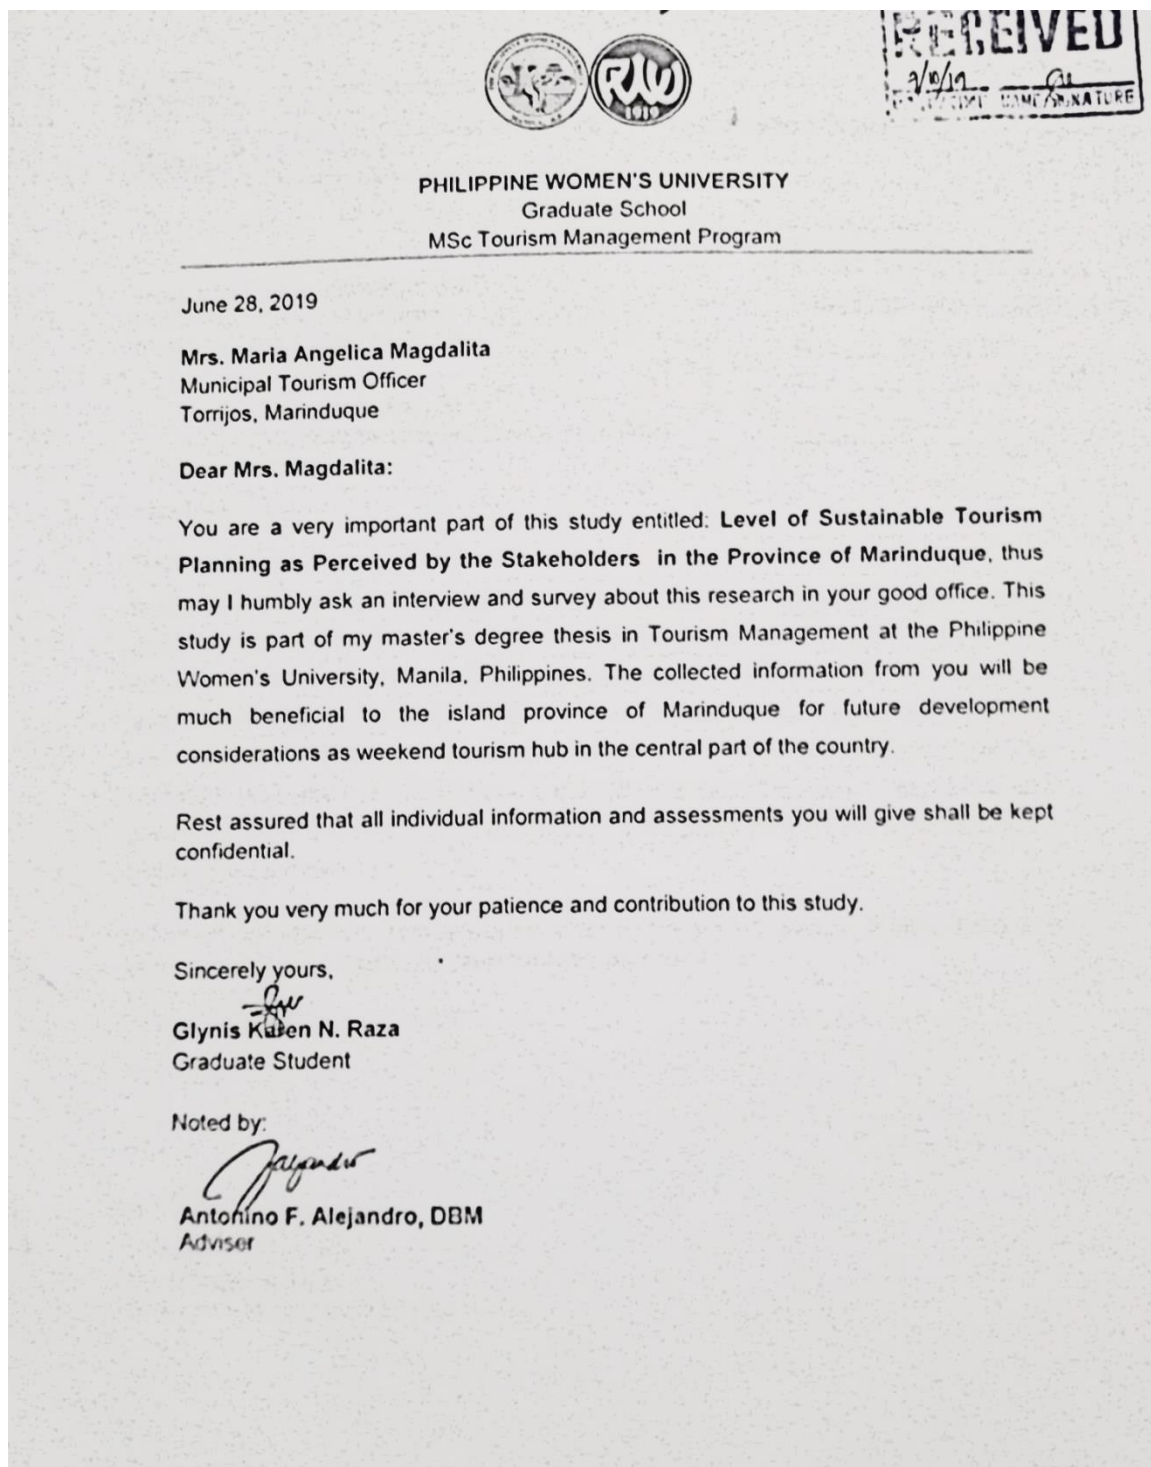 RECEIVED
NAME/SIGNATURE
1919
PHILIPPINE WOMEN'S UNIVERSITY
Graduate School
MSc Tourism Management Program
June 28, 2019
Mrs. Maria Angelica Magdalita
Municipal Tourism Officer
Torrijos, Marinduque
Dear Mrs. Magdalita:
You are a very important part of this study entitled: Level of Sustainable Tourism
Planning as Perceived by the Stakeholders in the Province of Marinduque, thus
may I humbly ask an interview and survey about this research in your good office. This
study is part of my master's degree thesis in Tourism Management at the Philippine
Women's University, Manila, Philippines. The collected information from you will be
much beneficial to the island province of Marinduque for future development
considerations as weekend tourism hub in the central part of the country.
Rest assured that all individual information and assessments you will give shall be kept
confidential.
Thank you very much for your patience and contribution to this study.
Sincerely yours,
Glynis Karen N. Raza
Graduate Student
Noted by:
Antonino F. Alejandro, DBM
Adviser